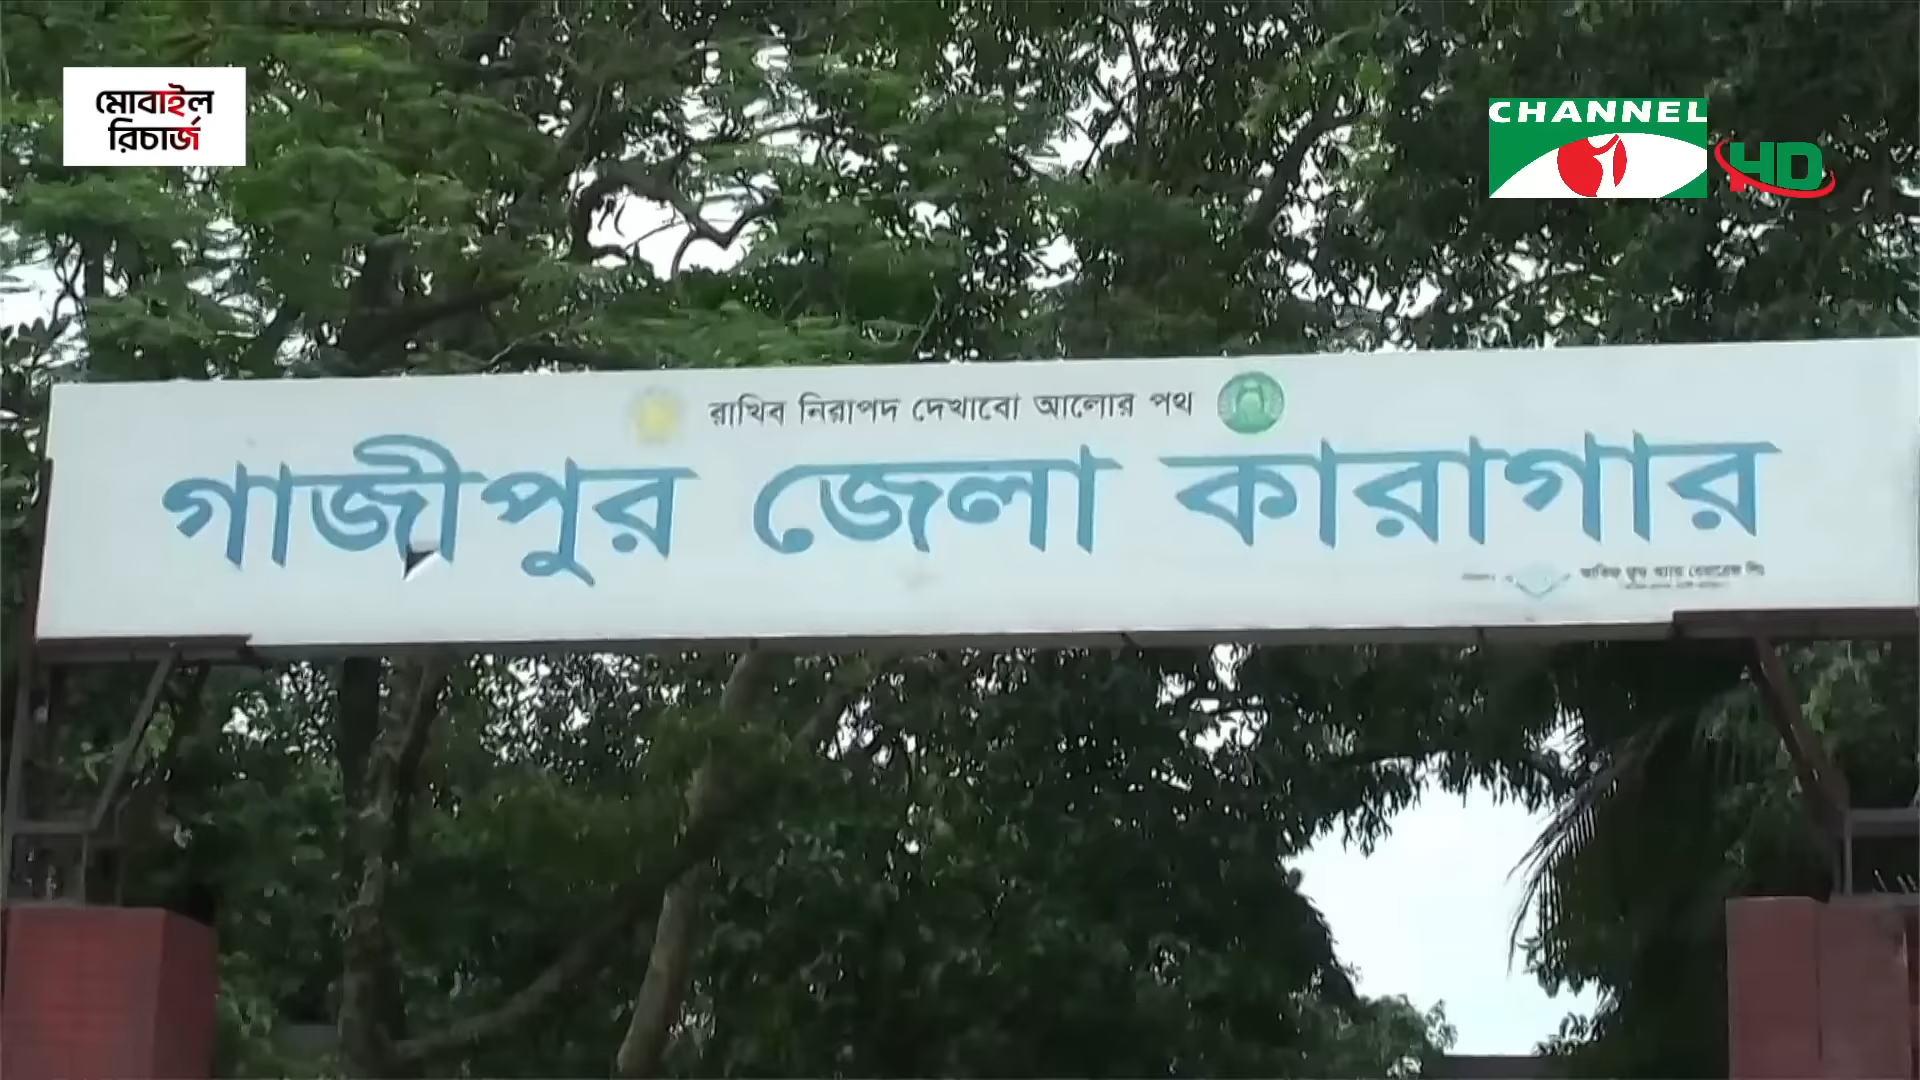 মোবাইল
রিচার্জ
CHANNEL
i HD
রাখিব নিরাপদ দেখাবো আলোর পথ
গাজীপুর জেলা কারাগার